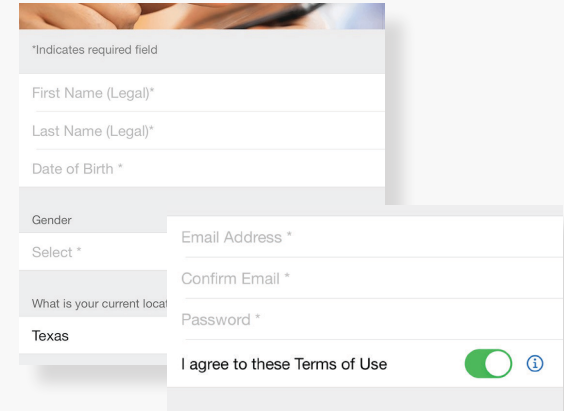 *Indicates required field
First Name (Legal)*
Last Name (Legal)*
Date of Birth *
Gender
Select *
What is your current locat
Texas
Email Address *
Confirm Email *
Password *
I agree to these Terms of Use